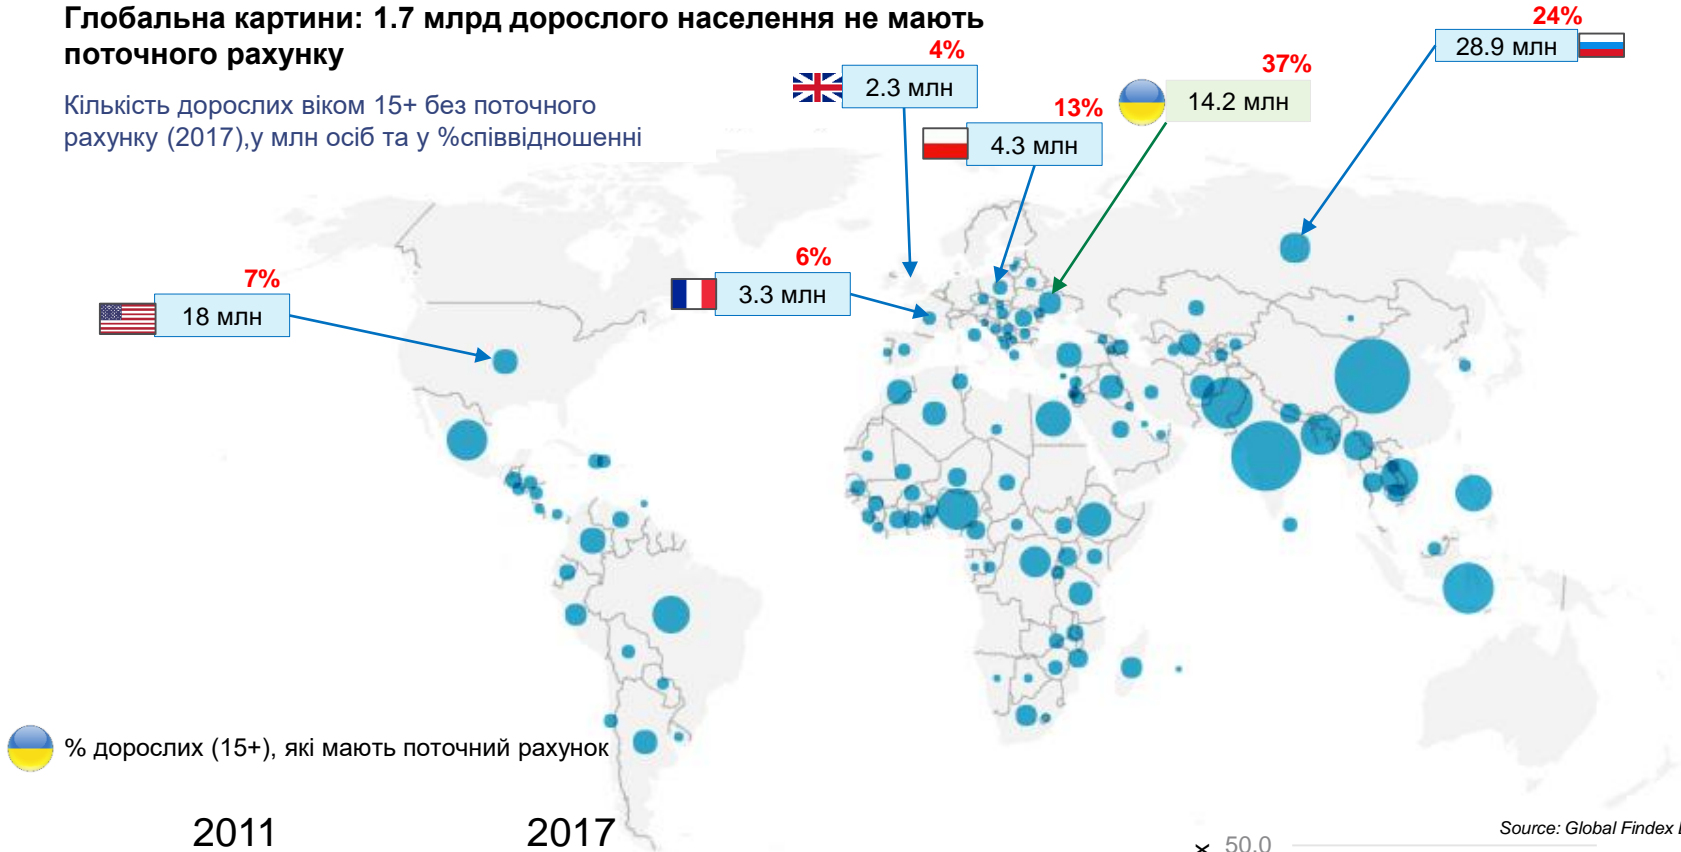 Глобальна картини: 1.7 млрд дорослого населення не мають
поточного рахунку
Кількість дорослих віком 15+ без поточного
рахунку (2017),у млн осіб та у %співвідношенні
4%
2.3 млн
13%
4.3 млн
37%
14.2 млн
24%
28.9 млн
7%
18 млн
6%
3.3 млн
% дорослих (15+), які мають поточний рахунок
2011
2017
Source: Global Findex
50.0